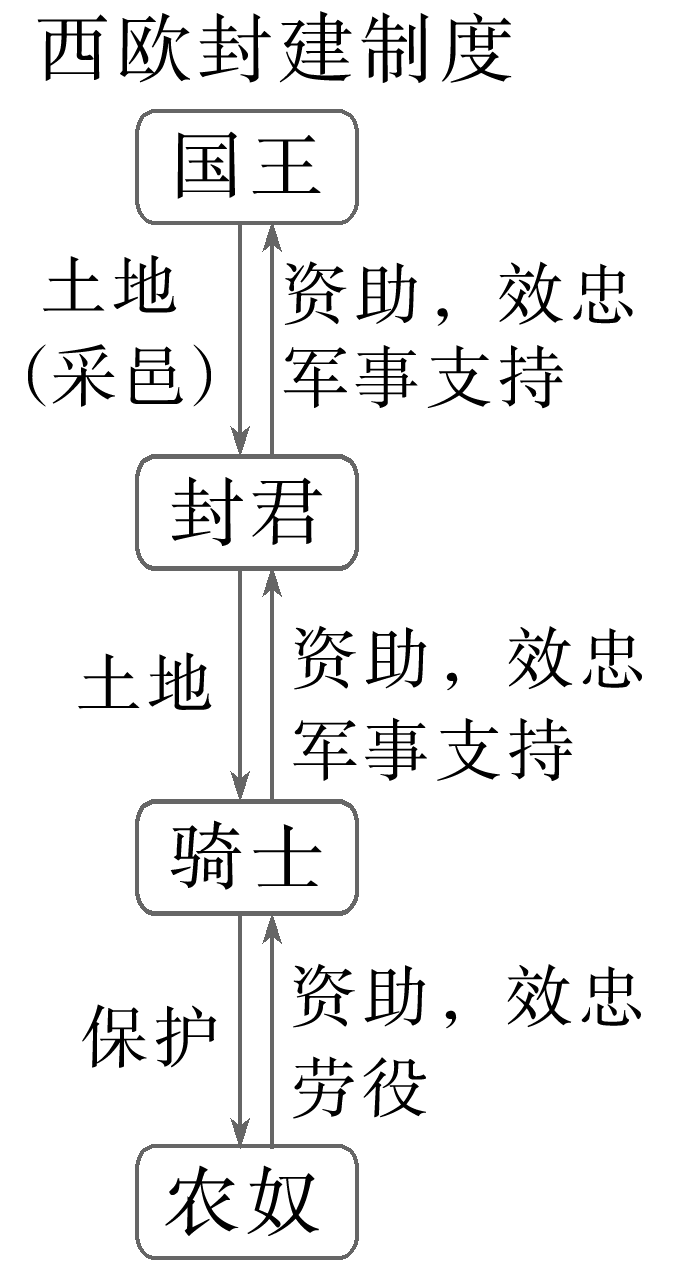 西欧封建制度
国王
土地
(采邑)
资助，效忠
军事支持
封君
土地
资助，效忠
军事支持
骑士
保护
资助，效忠
劳役
农奴